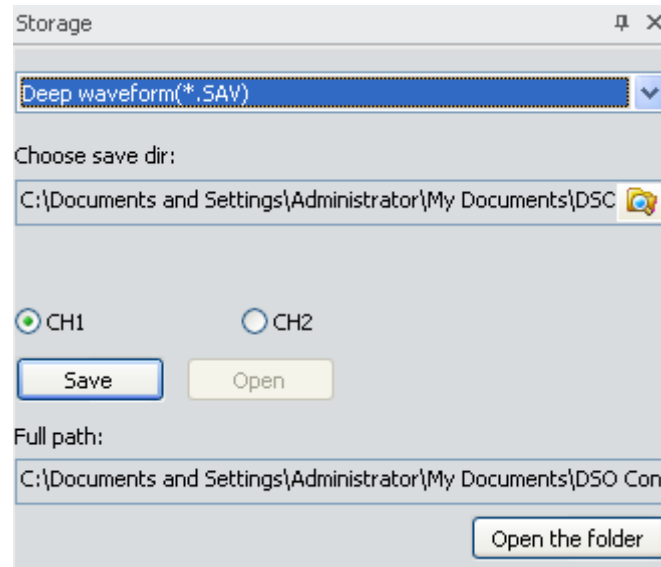 Storage
Deep waveform(*.SAV)
Choose save dir:
C:\Documents and Settings\Administrator\My Documents\DSC
CH1 CH2
Save Open
Full path:
C:\Documents and Settings\Administrator\My Documents\DSO Con
Open the folder